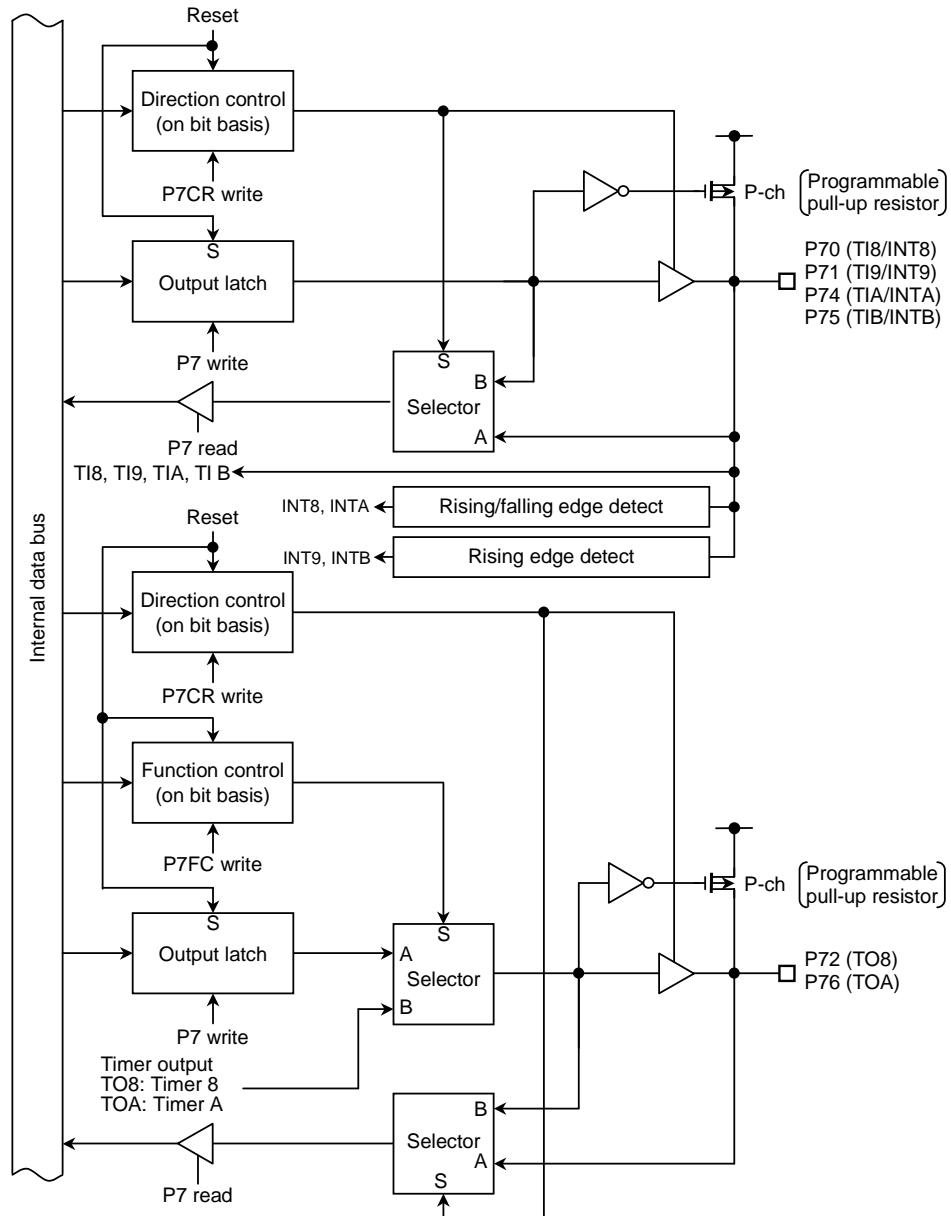 Reset
Direction control
(on bit basis)
P7CR write
P-ch
Programmable
pull-up resistor
S
Output latch
P7 write
P70 (TI8/INT8)
P71 (TI9/INT9)
P74 (TIA/INTA)
P75 (TIB/INTB)
S
B
Selector
A
P7 read
TI8, TI9, TIA, TI B
INT8, INTA
Rising/falling edge detect
INT9, INTB
Rising edge detect
Internal data bus
Reset
Direction control
(on bit basis)
P7CR write
Function control
(on bit basis)
P7FC write
P-ch
Programmable
pull-up resistor
S
Output latch
P7 write
S
A
Selector
B
P72 (TO8)
P76 (TOA)
Timer output
TO8: Timer 8
TOA: Timer A
B
Selector
A
S
P7 read